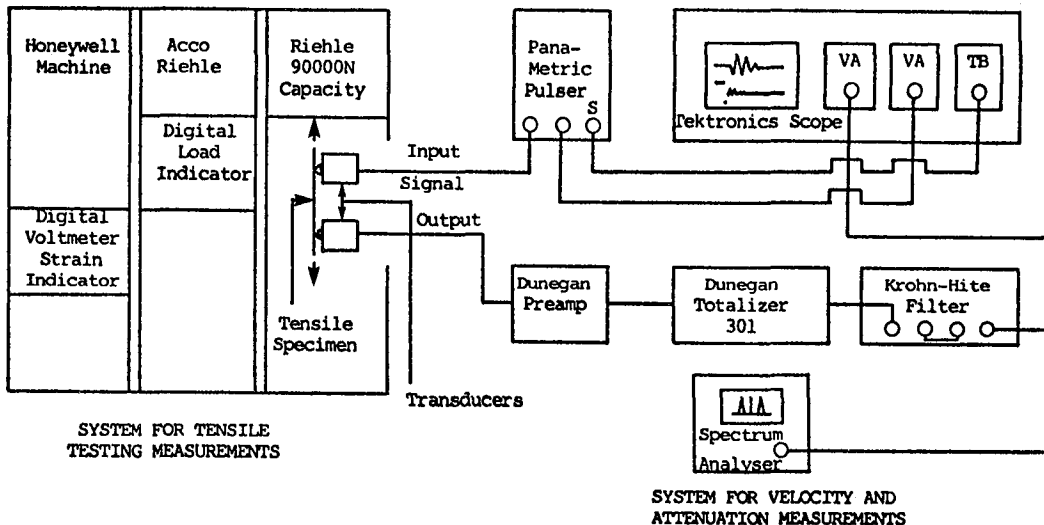 Honeywell
Machine
Acco
Riehle
Riehle
90000N
Capacity
Digital
Load
Indicator
Digital
Voltmeter
Strain
Indicator
Tensile
Specimen
Input
Signal
Output
Transducers
Pana-
Metric
Pulser
S
VA
VA
TB
Tektronics Scope
Dunegan
Preamp
Dunegan
Totalizer
301
Krohn-Hite
Filter
Spectrum
Analyser
SYSTEM FOR TENSILE
TESTING MEASUREMENTS
SYSTEM FOR VELOCITY AND
ATTENUATION MEASUREMENTS